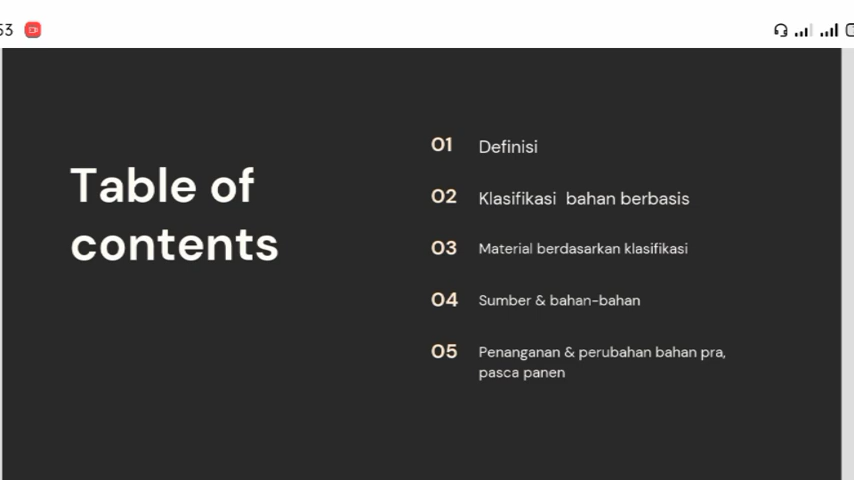 53
Table of
contents
01 Definisi
02 Klasifikasi bahan berbasis
03 Material berdasarkan klasifikasi
04 Sumber & bahan-bahan
05 Penanganan & perubahan bahan pra,
pasca panen